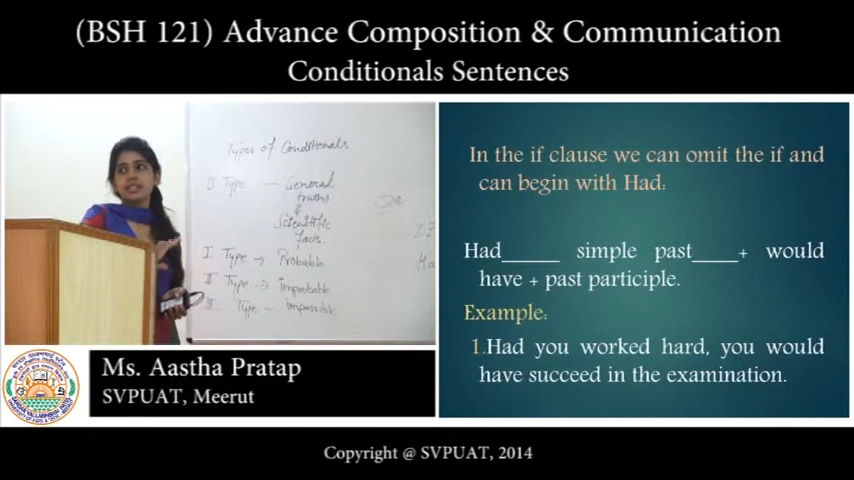 (BSH 121) Advance Composition & Communication
Conditionals Sentences
Types of Conditionals
0 Type — General
truths
&
Scientific
facts.
I Type → Probable
II Type → improbable
III Type — impossible
In the if clause we can omit the if and
can begin with Had:
Had_____ simple past____+ would
have + past participle.
Example:
1.Had you worked hard, you would
have succeed in the examination.
Ms. Aastha Pratap
SVPUAT, Meerut
Copyright @ SVPUAT, 2014